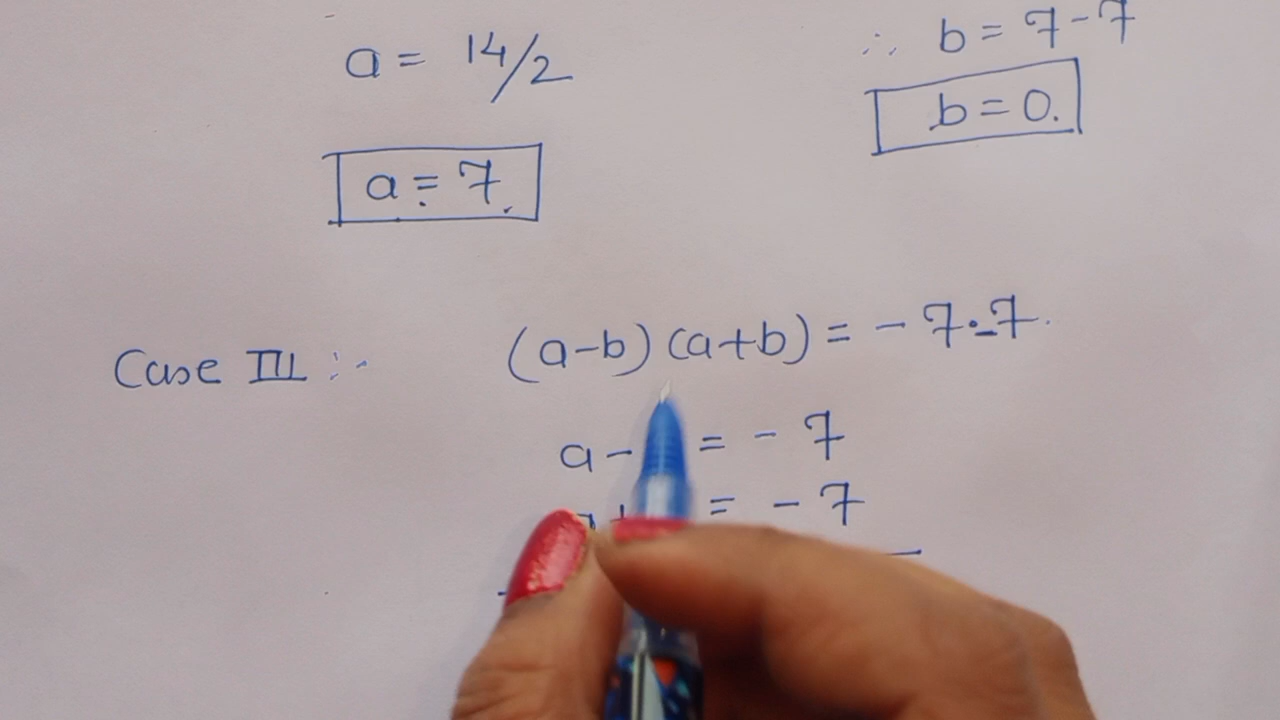 a = 14/2
∴ b = 7-7
b = 0.
a = 7.
Case III :- (a-b)(a+b) = -7·-7.
a- = -7
a+ = -7